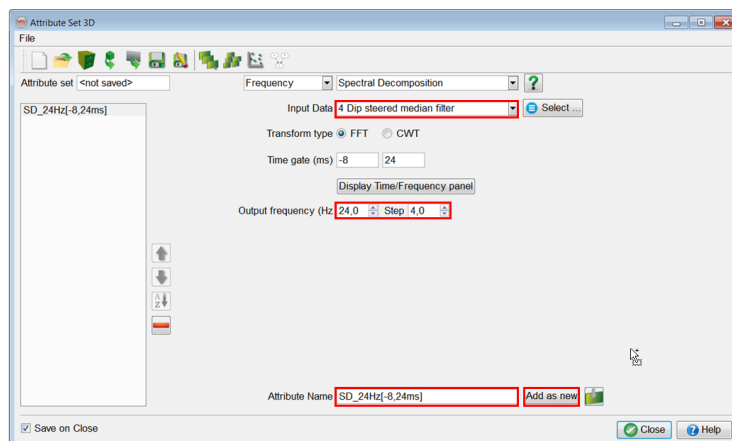 Attribute Set 3D
File
Attribute set <not saved> Frequency Spectral Decomposition ?
SD_24Hz[-8,24ms]
Input Data 4 Dip steered median filter Select ...
Transform type FFT CWT
Time gate (ms) -8 24
Display Time/Frequency panel
Output frequency (Hz 24,0 Step 4,0
A
Z
Attribute Name SD_24Hz[-8,24ms] Add as new
Save on Close Close ? Help